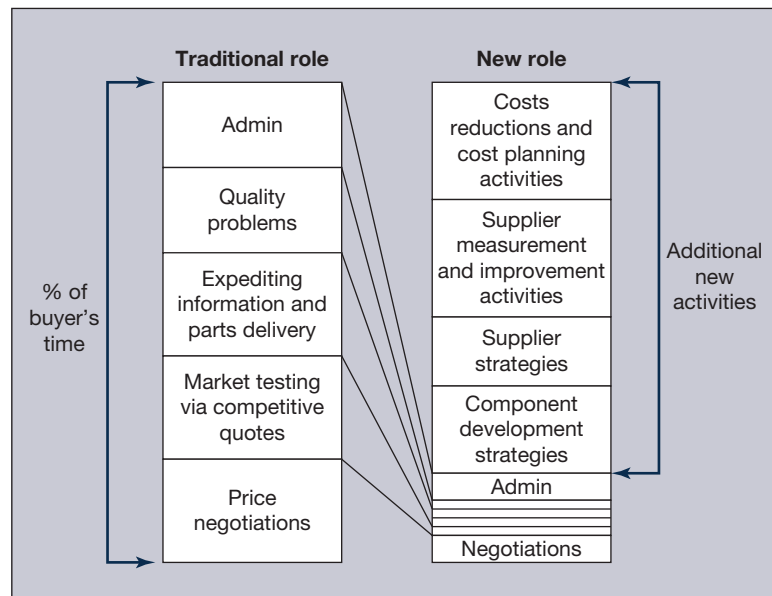 Traditional role
New role
% of
buyer's
time
Admin
Quality
problems
Expediting
information and
parts delivery
Market testing
via competitive
quotes
Price
negotiations
Costs
reductions and
cost planning
activities
Supplier
measurement
and improvement
activities
Supplier
strategies
Component
development
strategies
Admin
Negotiations
Additional
new
activities